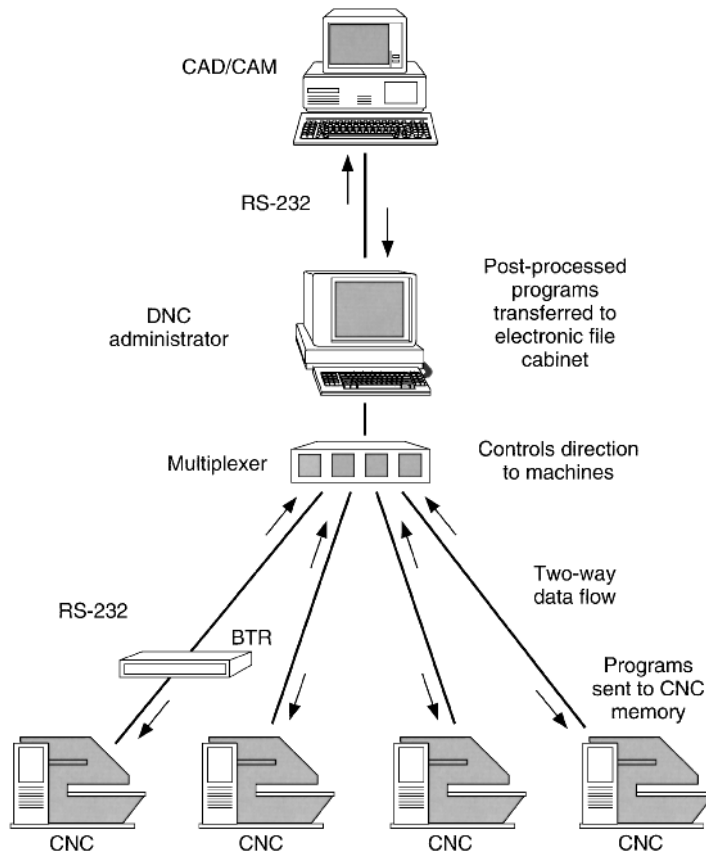 CAD/CAM
RS-232
DNC
administrator
Post-processed
programs
transferred to
electronic file
cabinet
Multiplexer
Controls direction
to machines
Two-way
data flow
RS-232
BTR
Programs
sent to CNC
memory
CNC
CNC
CNC
CNC